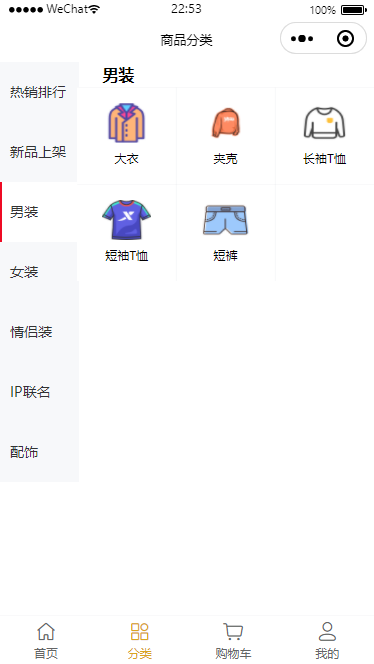 WeChat 22:53 100%
商品分类
热销排行
新品上架
男装
女装
情侣装
IP联名
配饰
男装
大衣 夹克 长袖T恤
短袖T恤 短裤
首页 分类 购物车 我的